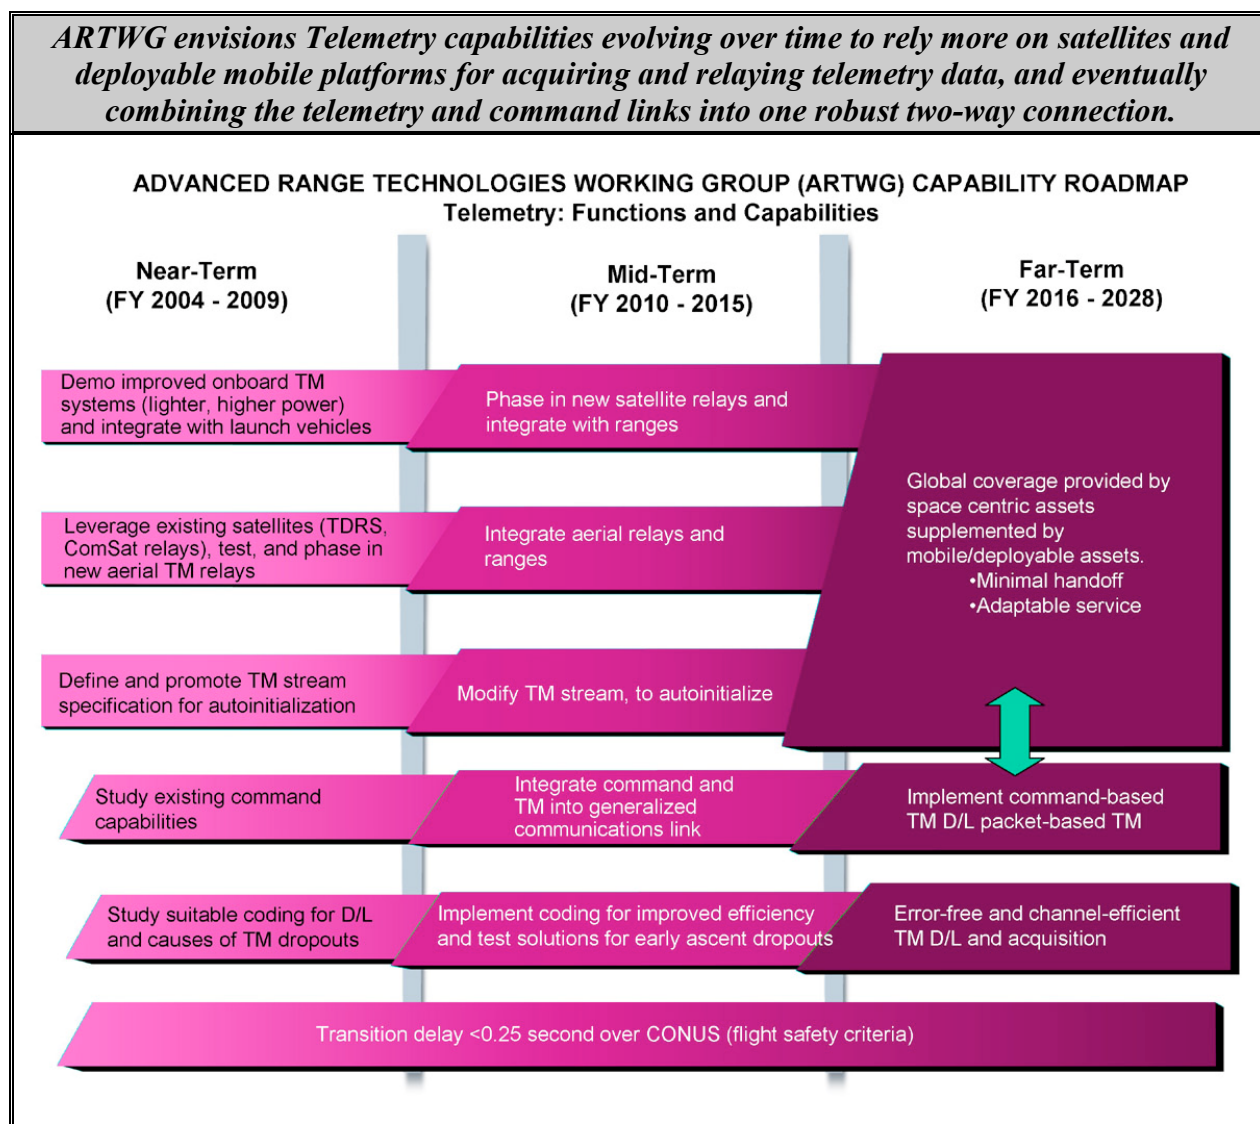 ARTWG envisions Telemetry capabilities evolving over time to rely more on satellites and
deployable mobile platforms for acquiring and relaying telemetry data, and eventually
combining the telemetry and command links into one robust two-way connection.
ADVANCED RANGE TECHNOLOGIES WORKING GROUP (ARTWG) CAPABILITY ROADMAP
Telemetry: Functions and Capabilities
Near-Term
(FY 2004 - 2009)
Mid-Term
(FY 2010 - 2015)
Far-Term
(FY 2016 - 2028)
Demo improved onboard TM
systems (lighter, higher power)
and integrate with launch vehicles
Phase in new satellite relays and
integrate with ranges
Leverage existing satellites (TDRS,
ComSat relays), test, and phase in
new aerial TM relays
Integrate aerial relays and
ranges
Global coverage provided by
space centric assets
supplemented by
mobile/deployable assets.
•Minimal handoff
•Adaptable service
Define and promote TM stream
specification for autoinitialization
Modify TM stream, to autoinitialize
Study existing command
capabilities
Integrate command and
TM into generalized
communications link
Implement command-based
TM D/L packet-based TM
Study suitable coding for D/L
and causes of TM dropouts
Implement coding for improved efficiency
and test solutions for early ascent dropouts
Error-free and channel-efficient
TM D/L and acquisition
Transition delay <0.25 second over CONUS (flight safety criteria)